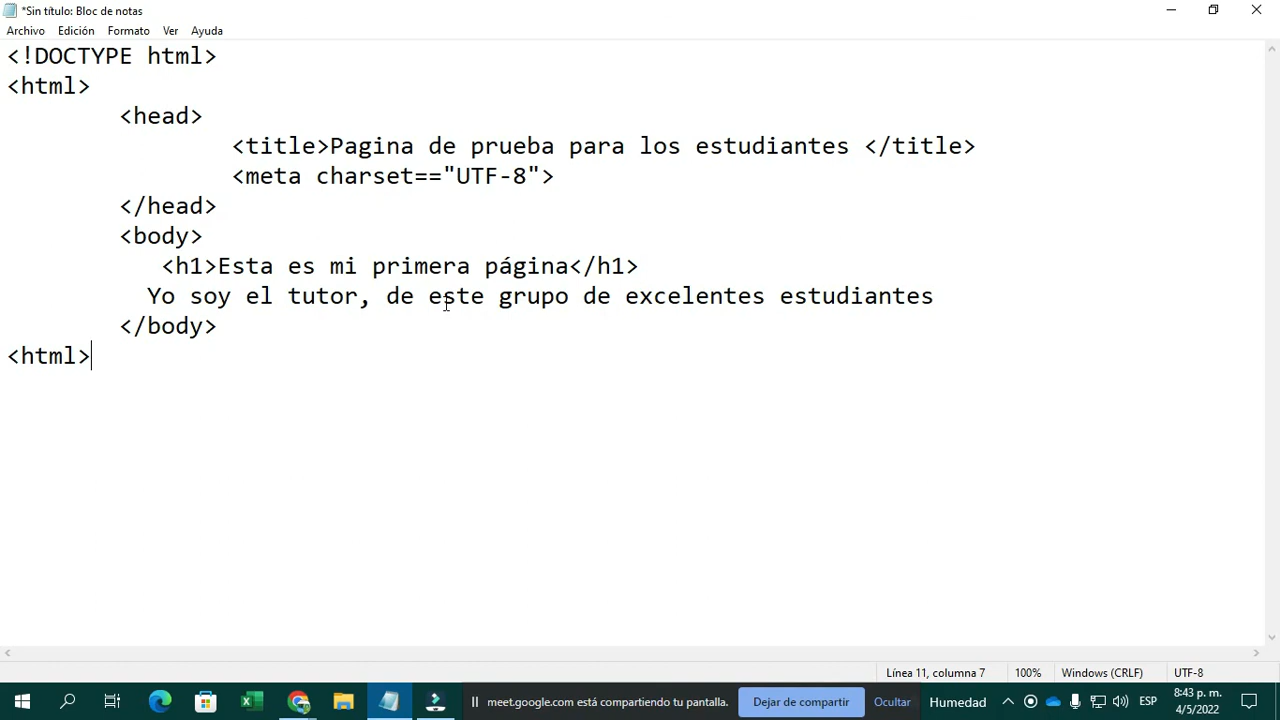 *Sin título: Bloc de notas
Archivo Edición Formato Ver Ayuda
<!DOCTYPE html>
<html>
<head>
<title>Pagina de prueba para los estudiantes </title>
<meta charset=="UTF-8">
</head>
<body>
<h1>Esta es mi primera página</h1>
Yo soy el tutor, de este grupo de excelentes estudiantes
</body>
<html>
Línea 11, columna 7 100% Windows (CRLF) UTF-8
meet.google.com está compartiendo tu pantalla. Dejar de compartir Ocultar Humedad ESP 8:43 p. m.
4/5/2022